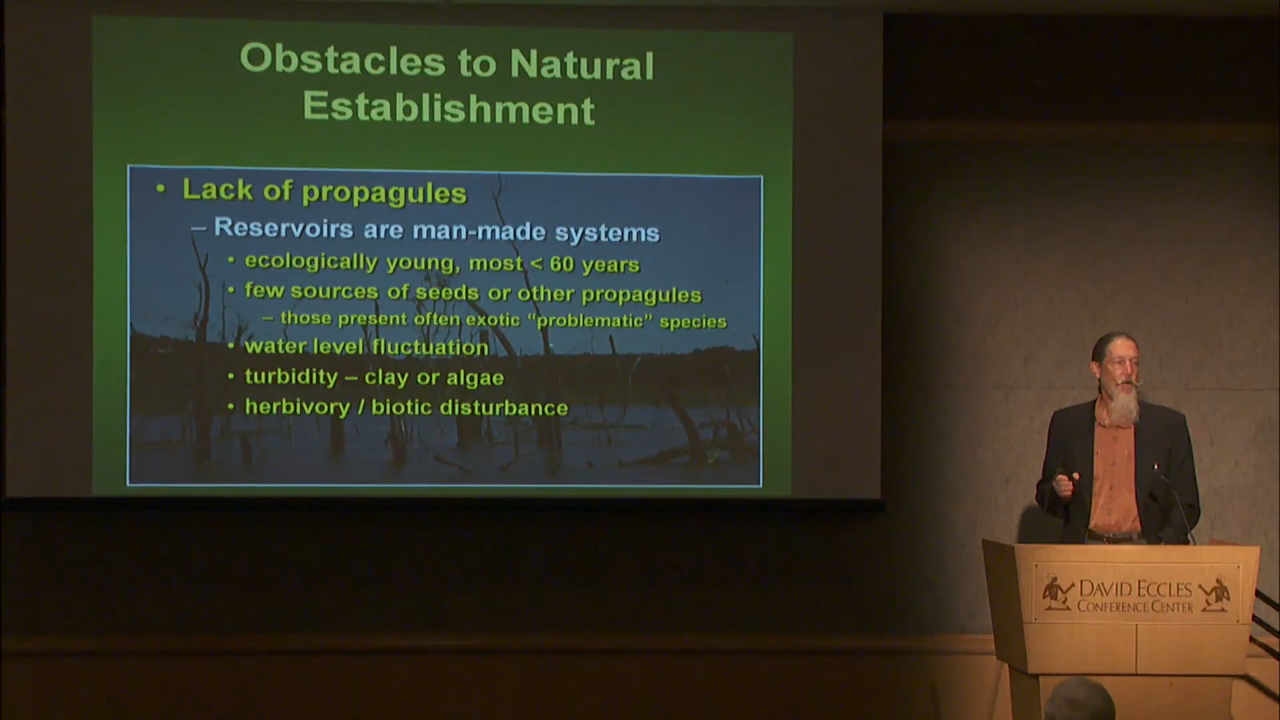 Obstacles to Natural
Establishment
• Lack of propagules
– Reservoirs are man-made systems
• ecologically young, most < 60 years
• few sources of seeds or other propagules
– those present often exotic “problematic” species
• water level fluctuation
• turbidity – clay or algae
• herbivory / biotic disturbance
DAVID ECCLES
CONFERENCE CENTER